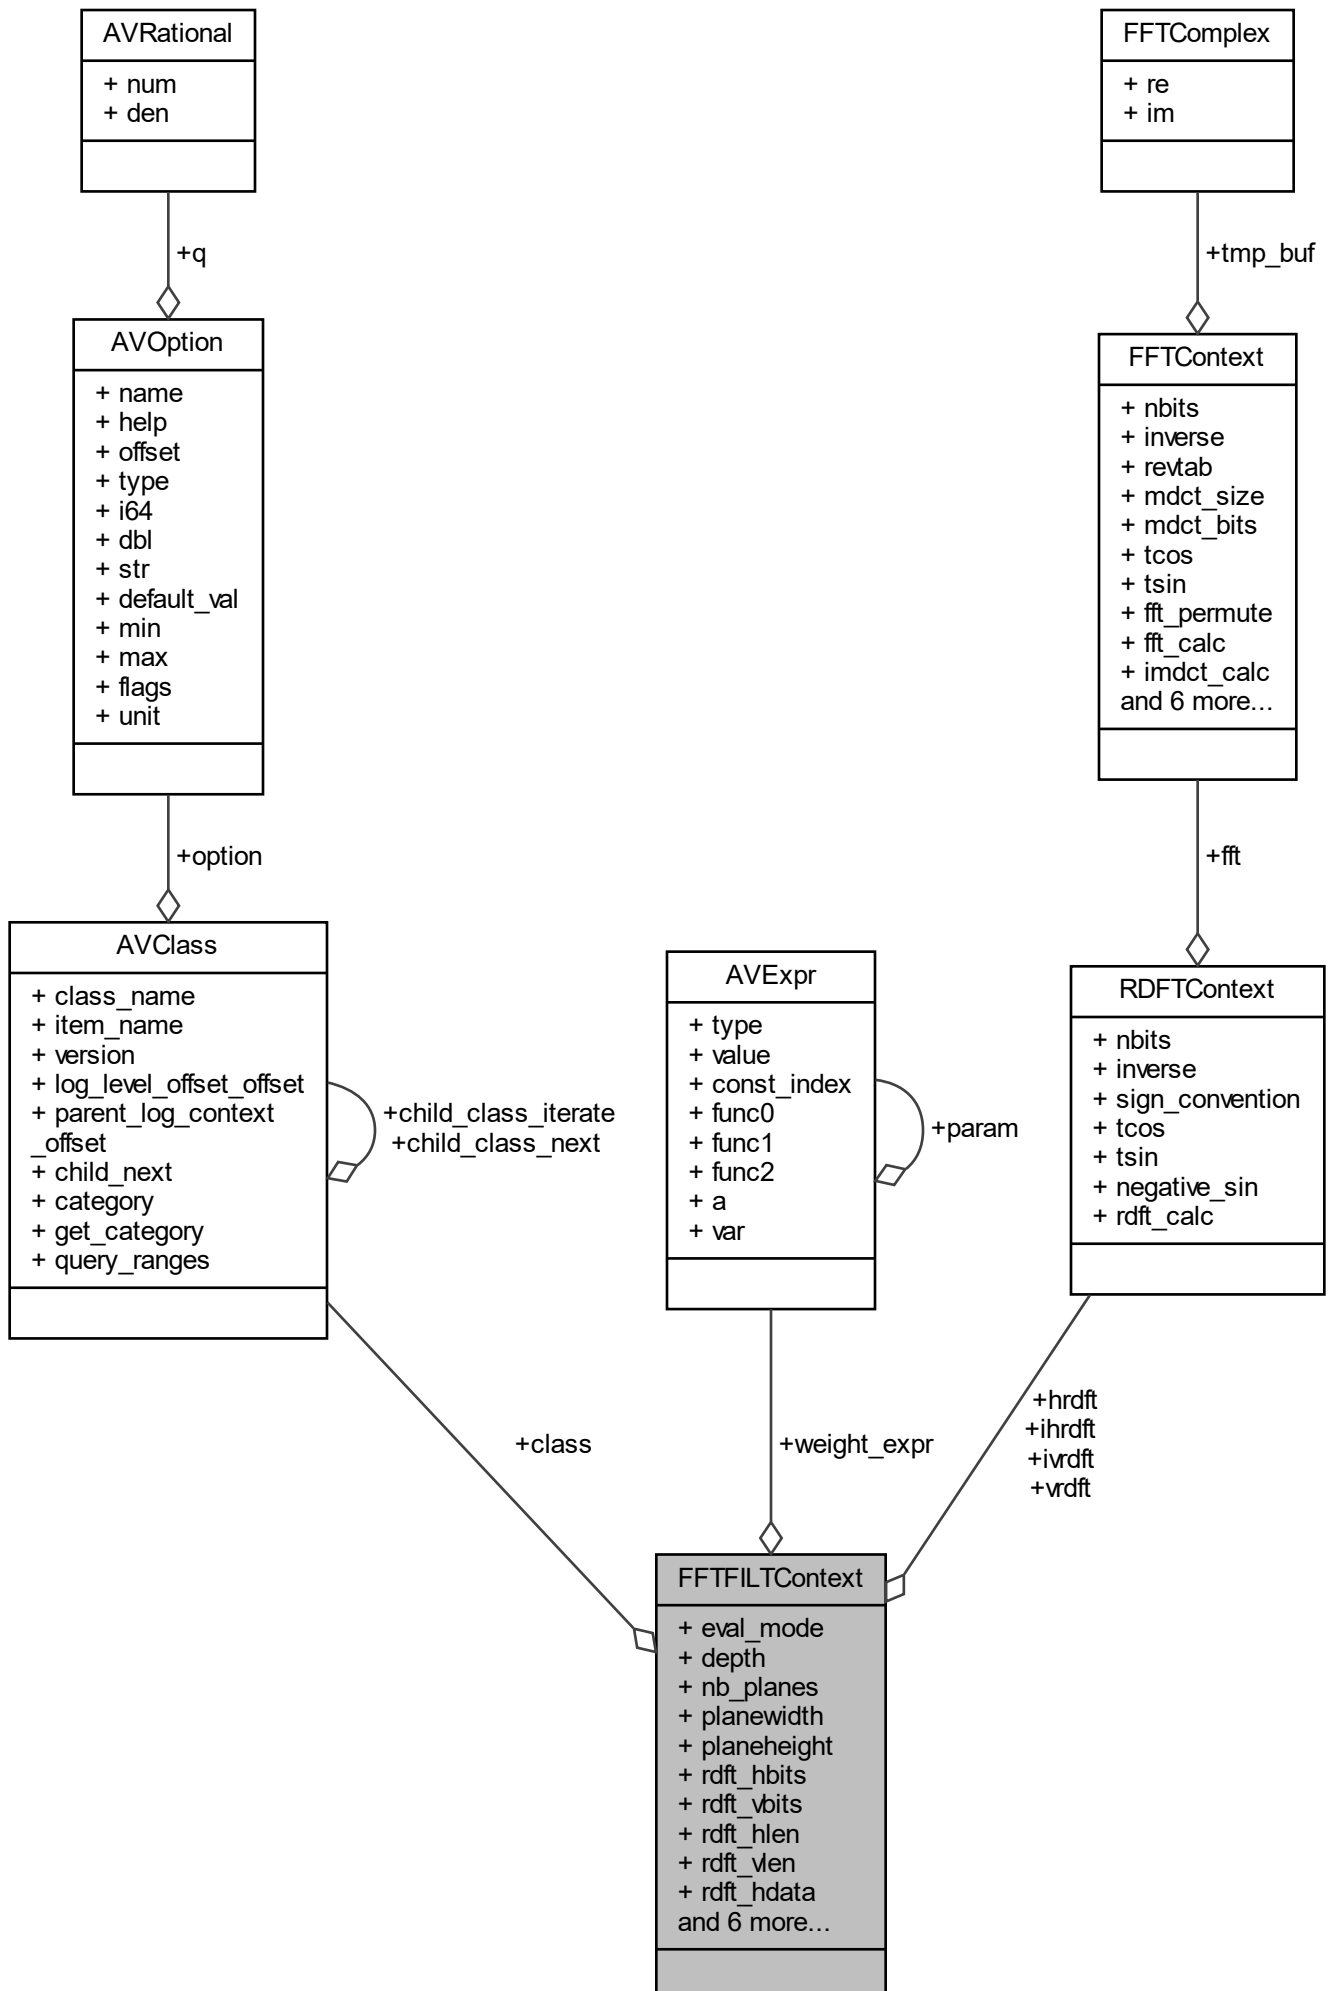 AVRational
+ num
+ den
FFTComplex
+ re
+ im
+q
+tmp_buf
AVOption
+ name
+ help
+ offset
+ type
+ i64
+ dbl
+ str
+ default_val
+ min
+ max
+ flags
+ unit
FFTContext
+ nbits
+ inverse
+ revtab
+ mdct_size
+ mdct_bits
+ tcos
+ tsin
+ fft_permute
+ fft_calc
+ imdct_calc
and 6 more...
+option
+fft
AVClass
+ class_name
+ item_name
+ version
+ log_level_offset_offset
+ parent_log_context
_offset
+ child_next
+ category
+ get_category
+ query_ranges
+child_class_iterate
+child_class_next
AVExpr
+ type
+ value
+ const_index
+ func0
+ func1
+ func2
+ a
+ var
+param
RDFTContext
+ nbits
+ inverse
+ sign_convention
+ tcos
+ tsin
+ negative_sin
+ rdft_calc
+class
+weight_expr
+hrdft
+ihrdft
+ivrdft
+vrdft
FFTFILTContext
+ eval_mode
+ depth
+ nb_planes
+ planewidth
+ planeheight
+ rdft_hbits
+ rdft_vbits
+ rdft_hlen
+ rdft_vlen
+ rdft_hdata
and 6 more...